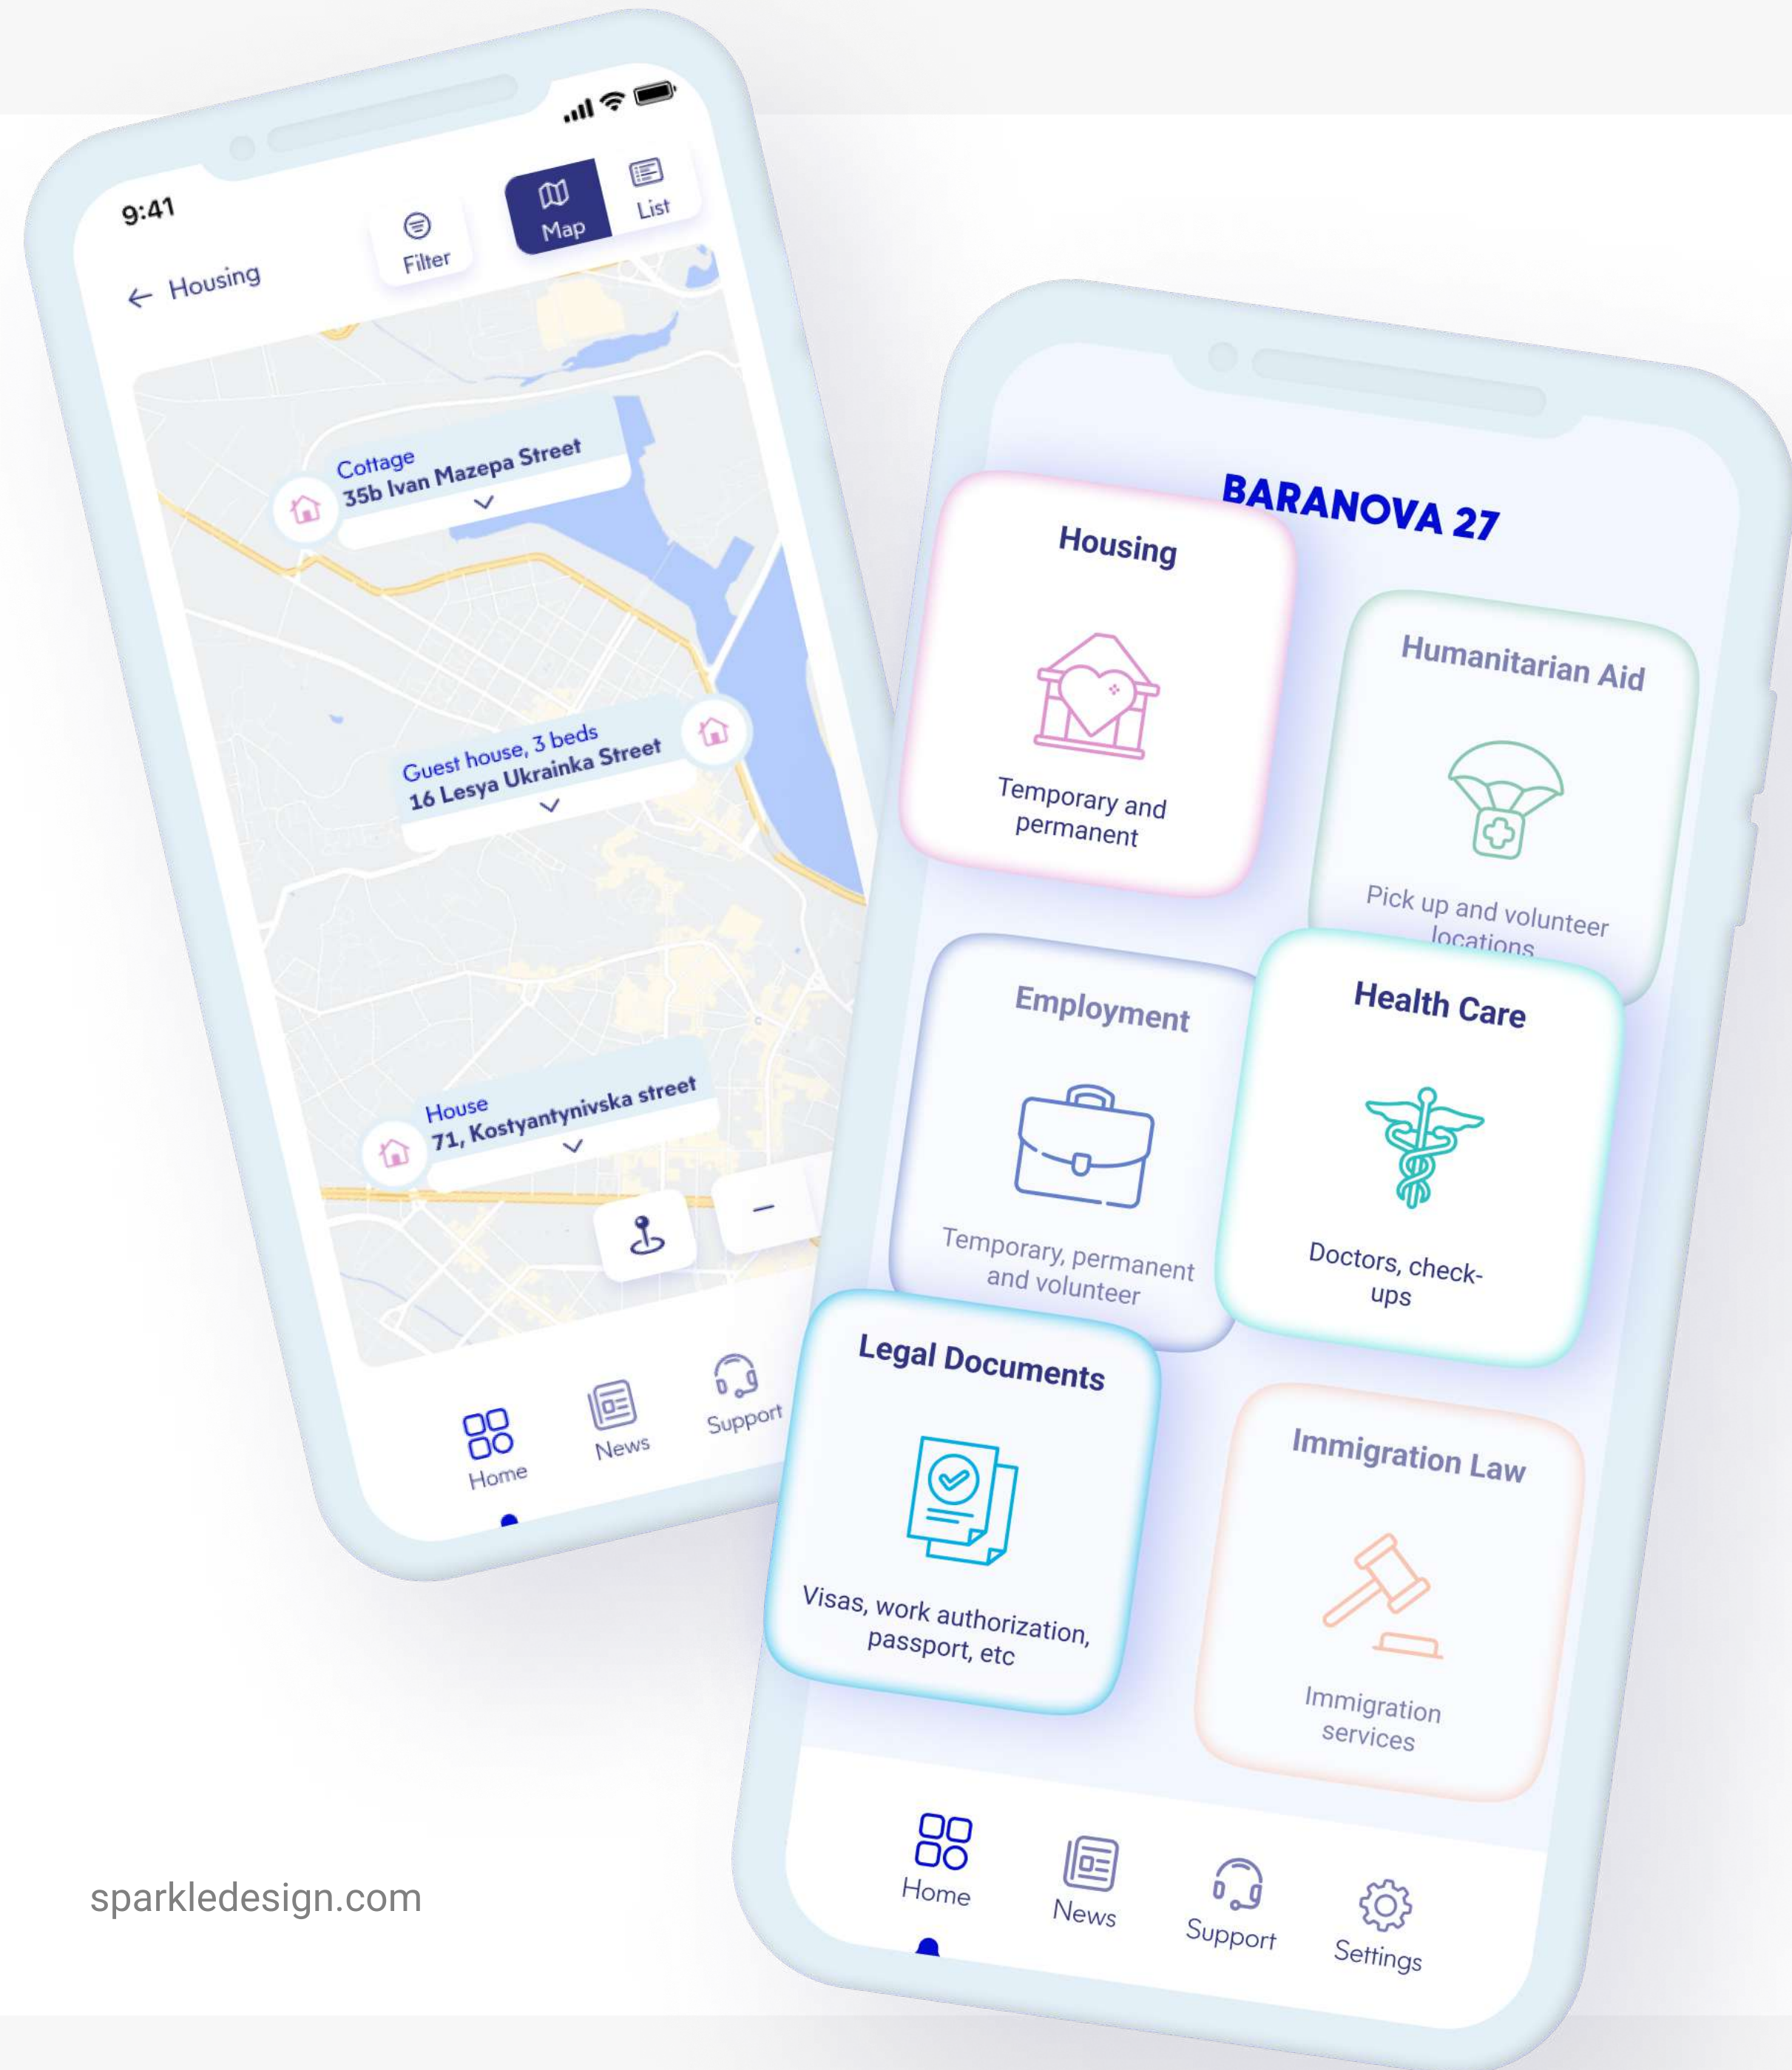 9:41
Filter
Map
List
← Housing
Cottage
35b Ivan Mazepa Street
Guest house, 3 beds
16 Lesya Ukrainka Street
House
71, Kostyantynivska street
Home
News
Support
BARANOVA 27
Housing
Temporary and
permanent
Humanitarian Aid
Pick up and volunteer
locations
Employment
Temporary, permanent
and volunteer
Health Care
Doctors, check-
ups
Legal Documents
Visas, work authorization,
passport, etc
Immigration Law
Immigration
services
Home
News
Support
Settings
sparkledesign.com